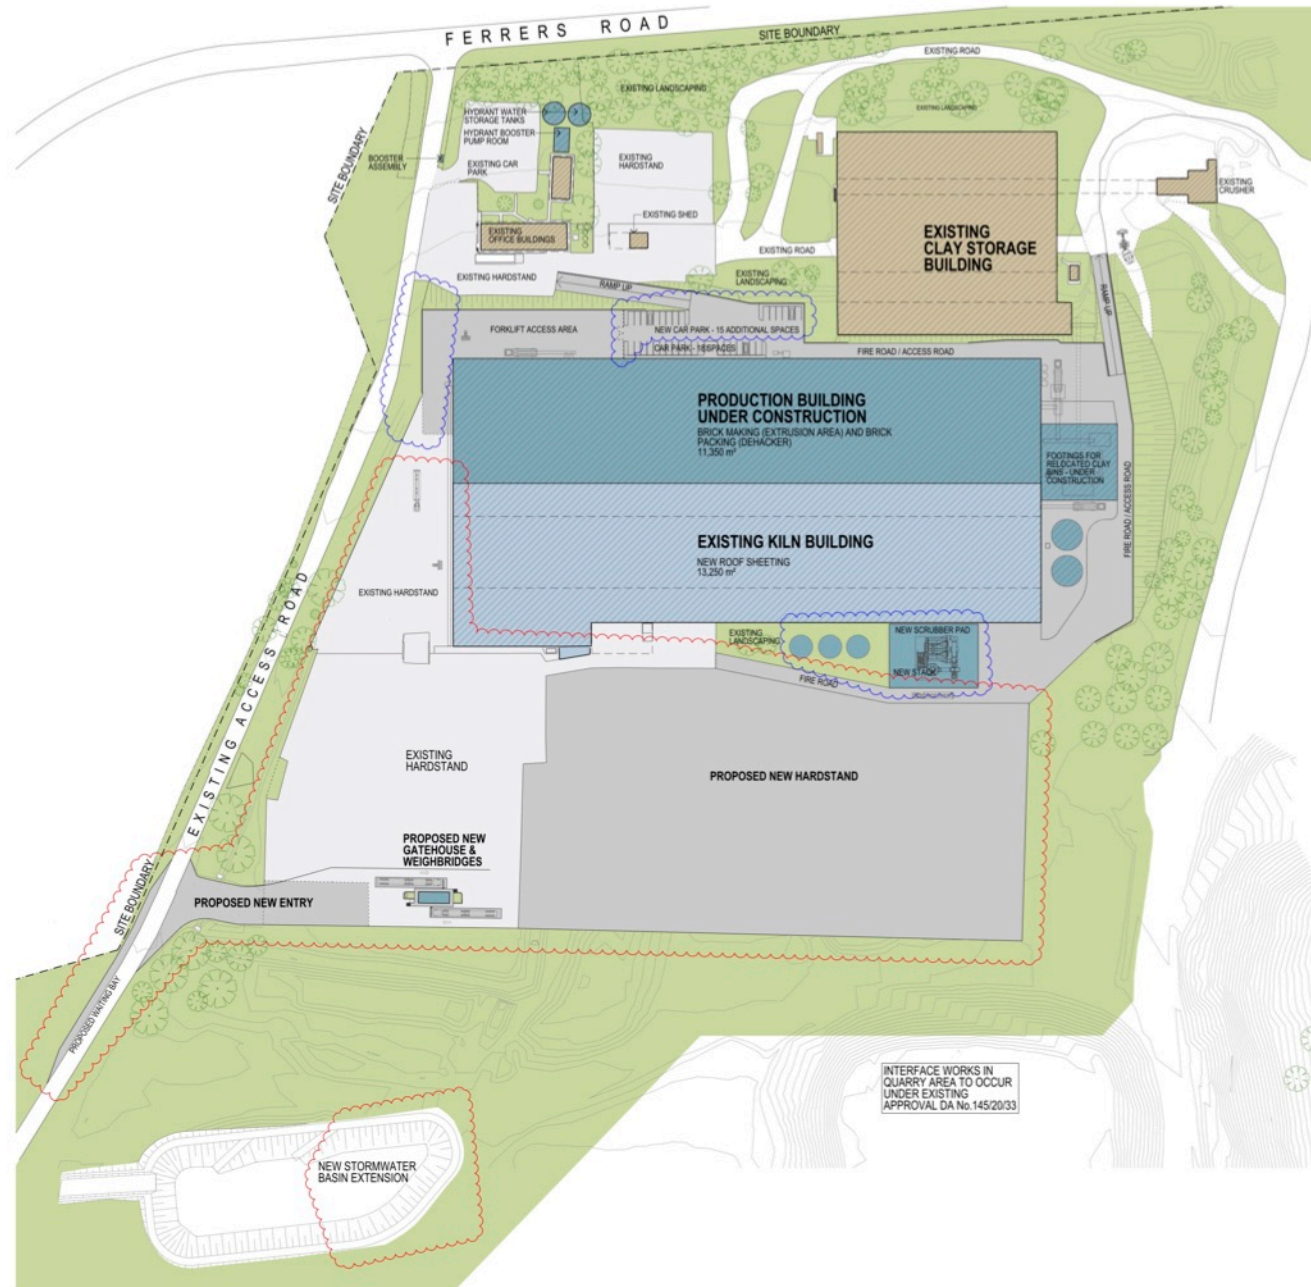 FERRERS ROAD
SITE BOUNDARY
EXISTING ROAD
EXISTING LANDSCAPING
EXISTING LANDSCAPING
HYDRANT WATER
STORAGE TANKS
HYDRANT BOOSTER
PUMP ROOM
SITE BOUNDARY
BOOSTER
ASSEMBLY
EXISTING CAR
PARK
EXISTING
HARDSTAND
EXISTING
CRUSHER
EXISTING SHED
EXISTING
OFFICE BUILDINGS
EXISTING
CLAY STORAGE
BUILDING
EXISTING ROAD
EXISTING HARDSTAND
EXISTING
LANDSCAPING
RAMP UP
RAMP UP
FORKLIFT ACCESS AREA
NEW CAR PARK - 15 ADDITIONAL SPACES
CAR PARK - 18 SPACES
FIRE ROAD / ACCESS ROAD
PRODUCTION BUILDING
UNDER CONSTRUCTION
BRICK MAKING (EXTRUSION AREA) AND BRICK
PACKING (DEHACKER)
11,350 m²
FOOTINGS FOR
RELOCATED CLAY
BINS - UNDER
CONSTRUCTION
FIRE ROAD / ACCESS ROAD
EXISTING KILN BUILDING
NEW ROOF SHEETING
13,250 m²
EXISTING HARDSTAND
EXISTING ACCESS ROAD
EXISTING
LANDSCAPING
NEW SCRUBBER PAD
NEW STACK
FIRE ROAD
EXISTING
HARDSTAND
PROPOSED NEW HARDSTAND
PROPOSED NEW
GATEHOUSE &
WEIGHBRIDGES
SITE BOUNDARY
PROPOSED NEW ENTRY
PROPOSED WAITING BAY
INTERFACE WORKS IN
QUARRY AREA TO OCCUR
UNDER EXISTING
APPROVAL DA No.145/20/33
NEW STORMWATER
BASIN EXTENSION